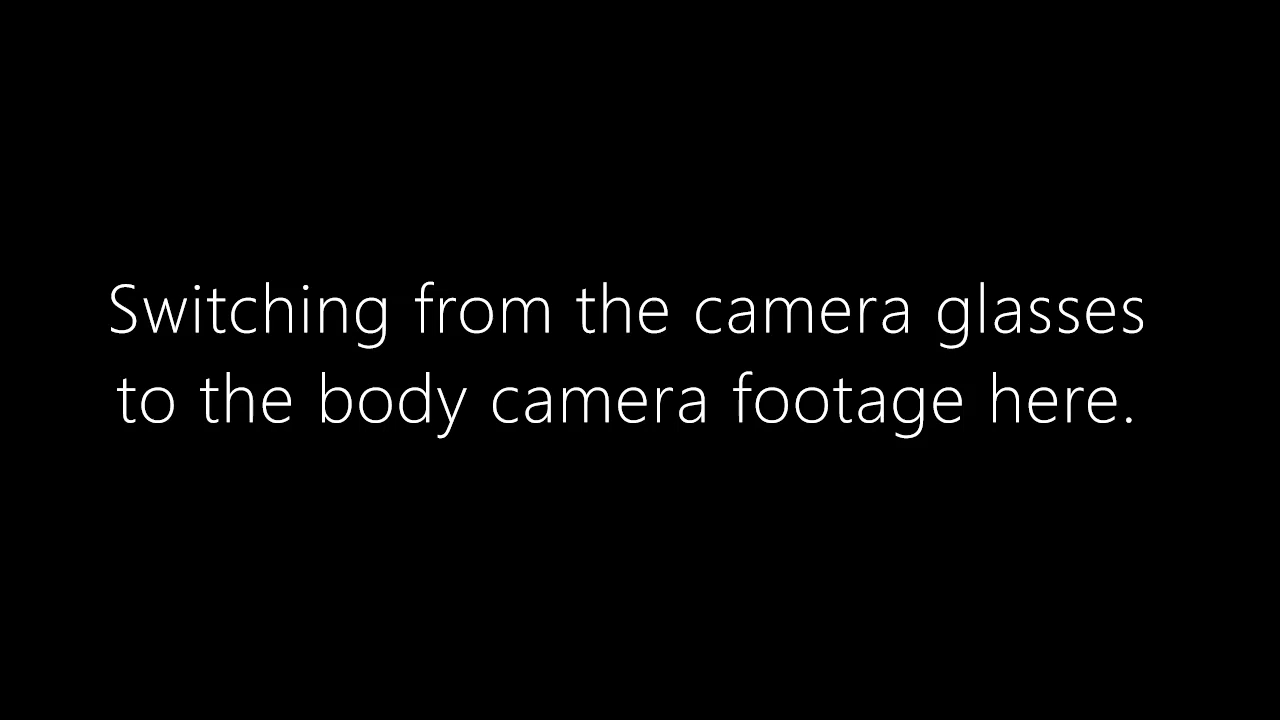 Switching from the camera glasses
to the body camera footage here.